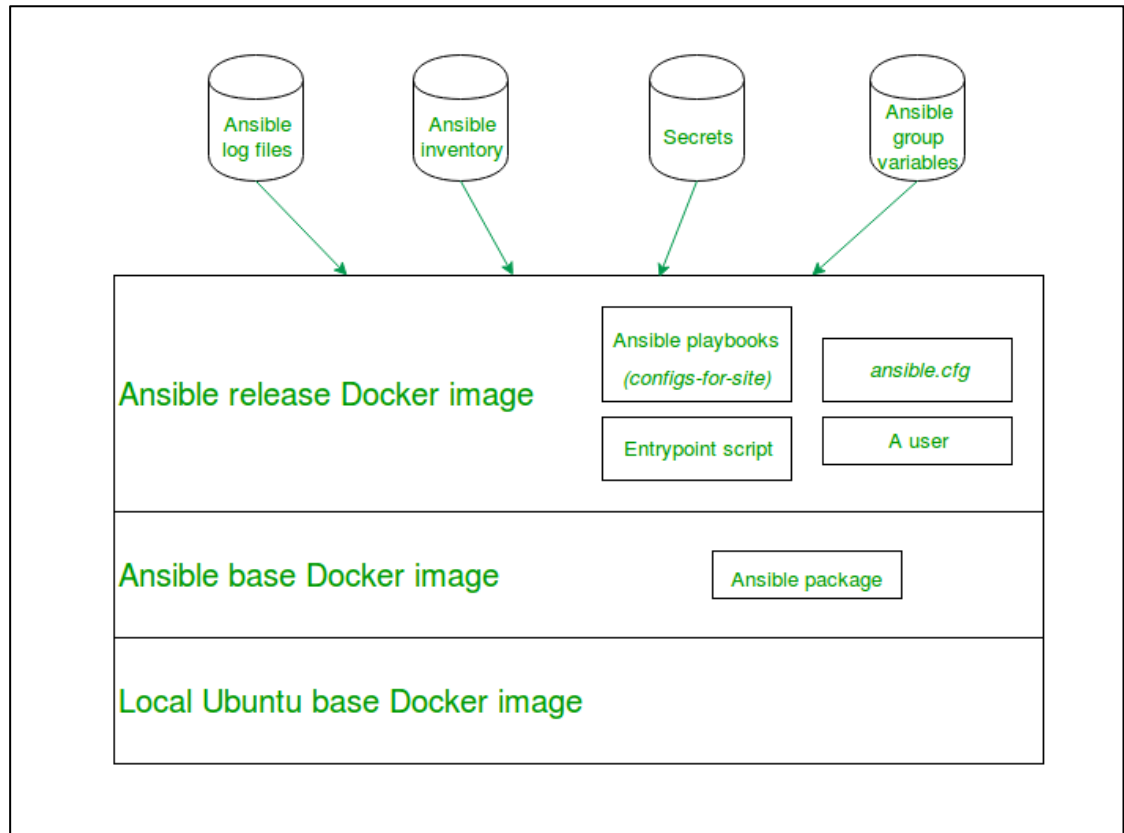 Ansible
log files
Ansible
inventory
Secrets
Ansible
group
variables
Ansible release Docker image
Ansible playbooks
(configs-for-site)
ansible.cfg
Entrypoint script
A user
Ansible base Docker image
Ansible package
Local Ubuntu base Docker image